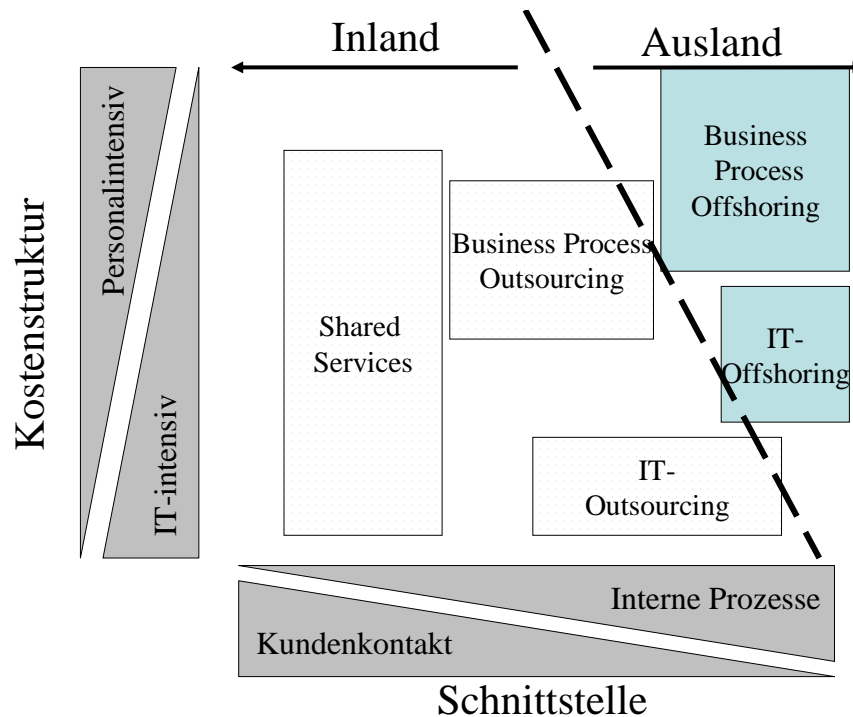 Inland
Ausland
Kostenstruktur
Personalintensiv
IT-intensiv
Business
Process
Offshoring
Business Process
Outsourcing
Shared
Services
IT-
Offshoring
IT-
Outsourcing
Interne Prozesse
Kundenkontakt
Schnittstelle